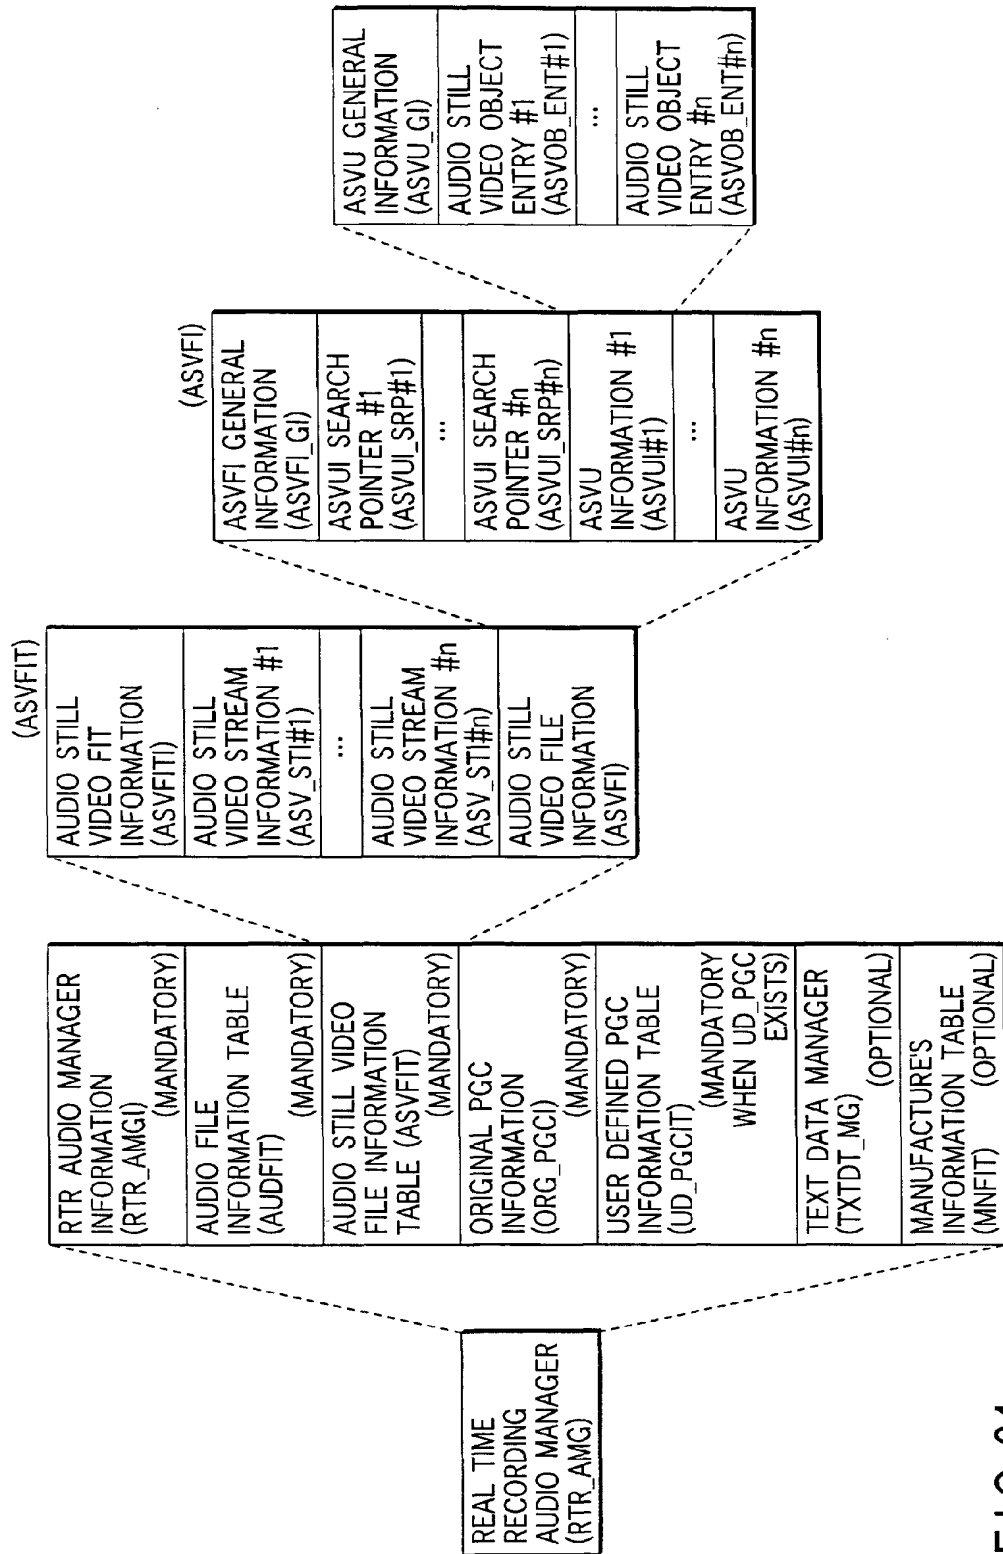 REAL TIME
RECORDING
AUDIO MANAGER
(RTR_AMG)
RTR AUDIO MANAGER
INFORMATION
(RTR_AMGI)
(MANDATORY)
AUDIO FILE
INFORMATION TABLE
(AUDFIT)
(MANDATORY)
AUDIO STILL VIDEO
FILE INFORMATION
TABLE (ASVFIT)
(MANDATORY)
ORIGINAL PGC
INFORMATION
(ORG_PGCI)
(MANDATORY)
USER DEFINED PGC
INFORMATION TABLE
(UD_PGCIT)
(MANDATORY
WHEN UD_PGC
EXISTS)
TEXT DATA MANAGER
(TXTDT_MG)
(OPTIONAL)
MANUFACTURE'S
INFORMATION TABLE
(MNFIT) (OPTIONAL)
(ASVFIT)
AUDIO STILL
VIDEO FIT
INFORMATION
(ASVFITI)
AUDIO STILL
VIDEO STREAM
INFORMATION #1
(ASV_STI#1)
...
AUDIO STILL
VIDEO STREAM
INFORMATION #n
(ASV_STI#n)
AUDIO STILL
VIDEO FILE
INFORMATION
(ASVFI)
(ASVFI)
ASVFI GENERAL
INFORMATION
(ASVFI_GI)
ASVUI SEARCH
POINTER #1
(ASVUI_SRP#1)
...
ASVUI SEARCH
POINTER #n
(ASVUI_SRP#n)
ASVU
INFORMATION #1
(ASVUI#1)
...
ASVU
INFORMATION #n
(ASVUI#n)
ASVU GENERAL
INFORMATION
(ASVU_GI)
AUDIO STILL
VIDEO OBJECT
ENTRY #1
(ASVOB_ENT#1)
...
AUDIO STILL
VIDEO OBJECT
ENTRY #n
(ASVOB_ENT#n)